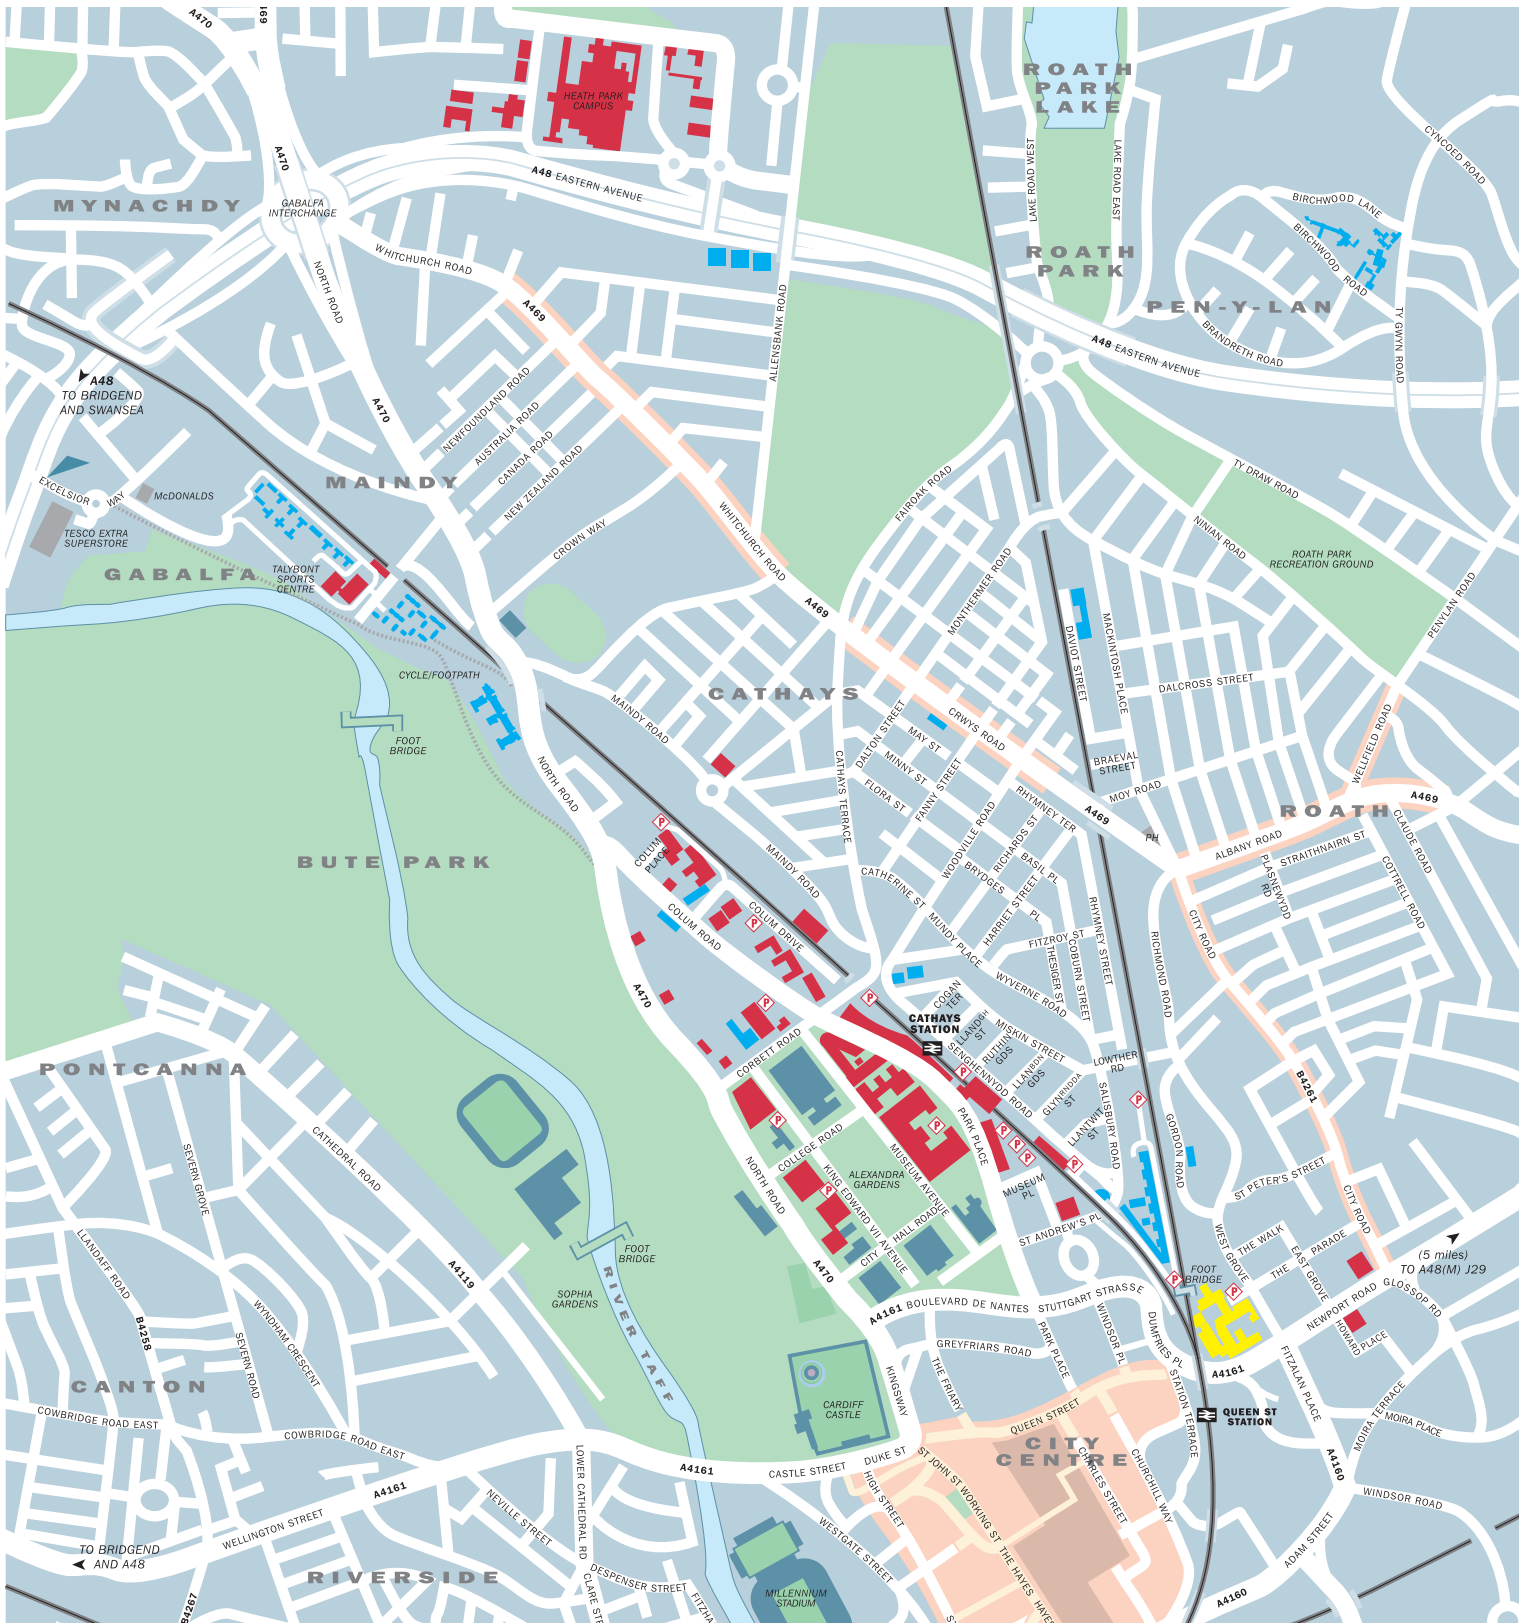 A470
A469
HEATH PARK
CAMPUS
ROATH
PARK
LAKE
A470
A48 EASTERN AVENUE
LAKE ROAD WEST
LAKE ROAD EAST
CYNCOED ROAD
MYNACHDY
GABALFA
INTERCHANGE
BIRCHWOOD LANE
BIRCHWOOD ROAD
WHITCHURCH ROAD
NORTH ROAD
ROATH
PARK
PEN-Y-LAN
A469
ALLENSBANK ROAD
BRANDRETH ROAD
TY GWYN ROAD
A48 EASTERN AVENUE
A48
TO BRIDGEND
AND SWANSEA
A470
NEWFOUNDLAND ROAD
AUSTRALIA ROAD
CANADA ROAD
NEW ZEALAND ROAD
MAINDY
EXCELSIOR WAY
McDONALDS
TESCO EXTRA
SUPERSTORE
FAIROAK ROAD
TY DRAW ROAD
WHITCHURCH ROAD
CROWN WAY
NINIAN ROAD
ROATH PARK
RECREATION GROUND
GABALFA
TALYBONT
SPORTS
CENTRE
MONTHERMER ROAD
A469
PENYLAN ROAD
DAVIOT STREET
MACKINTOSH PLACE
CYCLE/FOOTPATH
CATHAYS
DALCROSS STREET
MAINDY ROAD
FOOT
BRIDGE
DALTON STREET
CRWYS ROAD
MAY ST
MINNY ST
FLORA ST
FANNY STREET
WELLFIELD ROAD
BRAEVAL
STREET
MOY ROAD
NORTH ROAD
CATHAYS TERRACE
RHYMNEY TER
A469
A469
ROATH
PH
ALBANY ROAD
STRAITHNAIRN ST
CLAUDE ROAD
P
COLUM
PLACE
WOODVILLE ROAD
RICHARDS ST
BASIL PL
BRYDGES PL
HARRIET STREET
BUTE PARK
MAINDY ROAD
CATHERINE ST
MUNDY PLACE
PLASNEWYDD
RD
COTTRELL ROAD
COLUM DRIVE
COLUM ROAD
P
FITZROY ST
THESIGER ST
COBURN STREET
RHYMNEY STREET
RICHMOND ROAD
CITY ROAD
WYVERNE ROAD
A470
P
P
COGAN
TER
CATHAYS
STATION
LLANDGH
ST
MISKIN STREET
RUTHIN
GDS
SENGHENNYDD ROAD
LLANBDN
GDS
LOWTHER
RD
GLYNRNDDA
ST
CORBETT ROAD
PONTCANNA
P
P
P
P
P
P
P
P
LLANTWIT
ST
SALISBURY ROAD
GORDON ROAD
B4261
SEVERN GROVE
CATHEDRAL ROAD
COLLEGE ROAD
PARK PLACE
MUSEUM AVENUE
ALEXANDRA
GARDENS
MUSEUM
PL
NORTH ROAD
P
KING EDWARD VII AVENUE
CITY HALL ROAD
ST ANDREW'S PL
ST PETER'S STREET
CITY ROAD
THE WALK
WEST GROVE
THE PARADE
EAST GROVE
(5 miles)
TO A48(M) J29
LLANDAFF ROAD
FOOT
BRIDGE
A4119
A470
P
FOOT
BRIDGE
P
NEWPORT ROAD
GLOSSOP RD
HOWARD
PLACE
SOPHIA
GARDENS
RIVER TAFF
A4161 BOULEVARD DE NANTES
STUTTGART STRASSE
B4258
WYNDHAM CRESCENT
SEVERN ROAD
GREYFRIARS ROAD
PARK PLACE
WINDSOR PL
DUMFRIES PL
A4161
FITZALAN PLACE
KINGSWAY
THE FRIARY
STATION TERRACE
CANTON
CARDIFF
CASTLE
QUEEN STREET
QUEEN ST
STATION
MOIRA TERRACE
MOIRA PLACE
COWBRIDGE ROAD EAST
COWBRIDGE ROAD EAST
CITY
CENTRE
CHARLES STREET
CHURCHILL WAY
A4160
A4161
CASTLE STREET
DUKE ST
ST JOHN ST
WORKING ST
THE HAYES
HAYES
HIGH STREET
A4161
LOWER CATHEDRAL RD
NEVILLE STREET
WELLINGTON STREET
WINDSOR ROAD
ADAM STREET
WESTGATE STREET
TO BRIDGEND
AND A48
RIVERSIDE
DESPENSER STREET
CLARE STR
FITZHA
MILLENNIUM
STADIUM
A4160
B4267